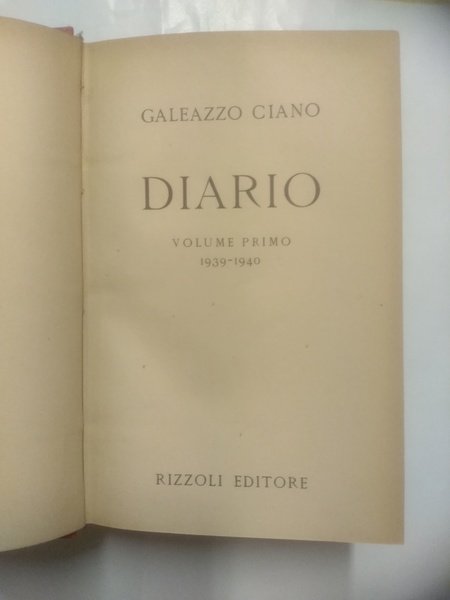 GALEAZZO CIANO
DIARIO
VOLUME PRIMO
1939-1940
RIZZOLI EDITORE